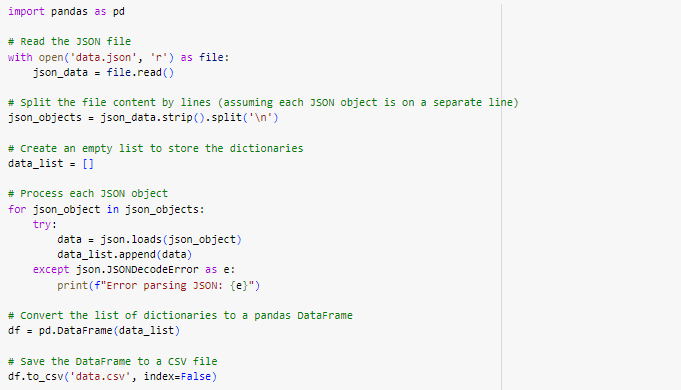 import pandas as pd
# Read the JSON file
with open('data.json', 'r') as file:
    json_data = file.read()
# Split the file content by lines (assuming each JSON object is on a separate line)
json_objects = json_data.strip().split('\n')
# Create an empty list to store the dictionaries
data_list = []
# Process each JSON object
for json_object in json_objects:
    try:
        data = json.loads(json_object)
        data_list.append(data)
    except json.JSONDecodeError as e:
        print(f"Error parsing JSON: {e}")
# Convert the list of dictionaries to a pandas DataFrame
df = pd.DataFrame(data_list)
# Save the DataFrame to a CSV file
df.to_csv('data.csv', index=False)